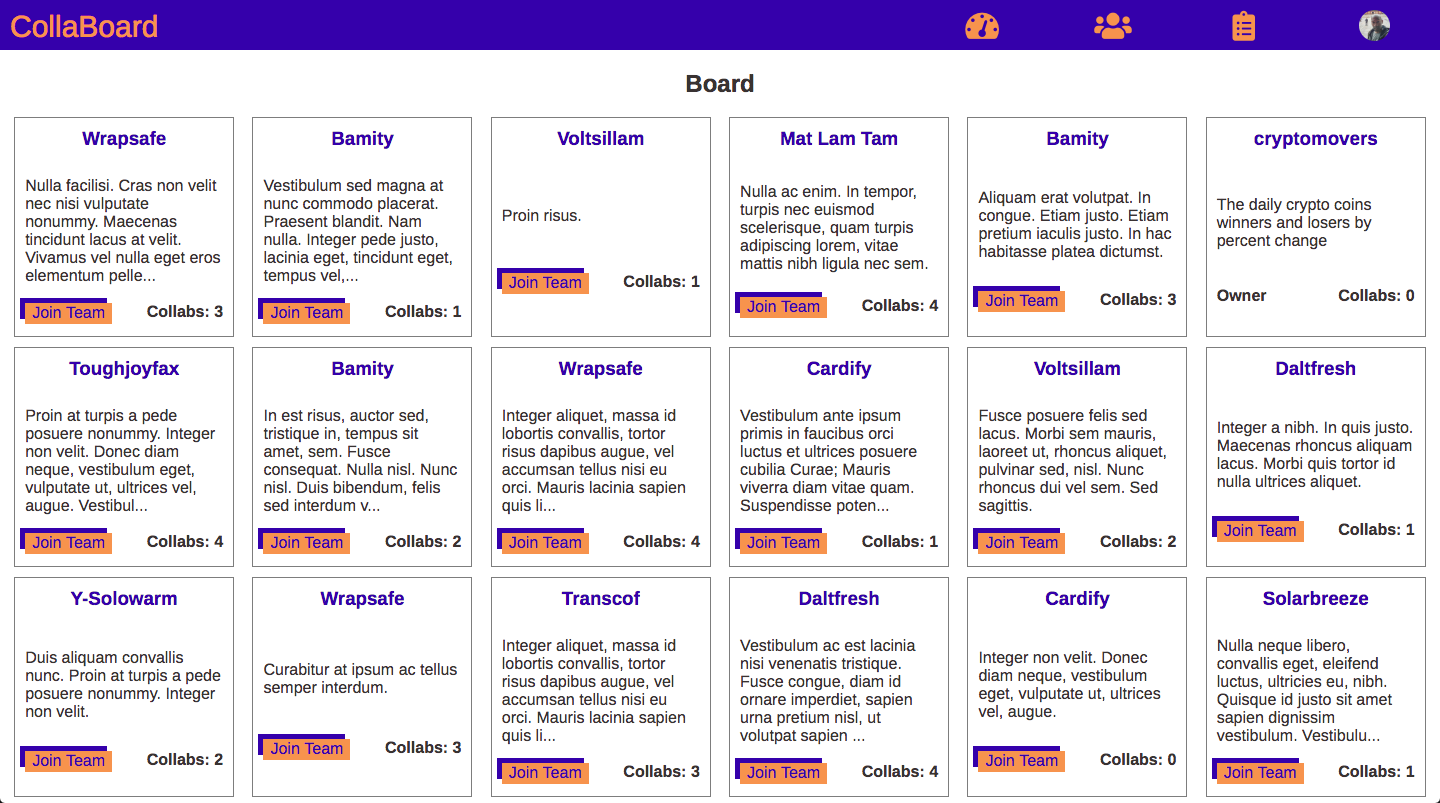 CollaBoard
Board
Wrapsafe
Nulla facilisi. Cras non velit
nec nisi vulputate
nonummy. Maecenas
tincidunt lacus at velit.
Vivamus vel nulla eget eros
elementum pelle...
Join Team Collabs: 3
Bamity
Vestibulum sed magna at
nunc commodo placerat.
Praesent blandit. Nam
nulla. Integer pede justo,
lacinia eget, tincidunt eget,
tempus vel,...
Join Team Collabs: 1
Voltsillam
Proin risus.
Join Team Collabs: 1
Mat Lam Tam
Nulla ac enim. In tempor,
turpis nec euismod
scelerisque, quam turpis
adipiscing lorem, vitae
mattis nibh ligula nec sem.
Join Team Collabs: 4
Bamity
Aliquam erat volutpat. In
congue. Etiam justo. Etiam
pretium iaculis justo. In hac
habitasse platea dictumst.
Join Team Collabs: 3
cryptomovers
The daily crypto coins
winners and losers by
percent change
Owner Collabs: 0
Toughjoyfax
Proin at turpis a pede
posuere nonummy. Integer
non velit. Donec diam
neque, vestibulum eget,
vulputate ut, ultrices vel,
augue. Vestibul...
Join Team Collabs: 4
Bamity
In est risus, auctor sed,
tristique in, tempus sit
amet, sem. Fusce
consequat. Nulla nisl. Nunc
nisl. Duis bibendum, felis
sed interdum v...
Join Team Collabs: 2
Wrapsafe
Integer aliquet, massa id
lobortis convallis, tortor
risus dapibus augue, vel
accumsan tellus nisi eu
orci. Mauris lacinia sapien
quis li...
Join Team Collabs: 4
Cardify
Vestibulum ante ipsum
primis in faucibus orci
luctus et ultrices posuere
cubilia Curae; Mauris
viverra diam vitae quam.
Suspendisse poten...
Join Team Collabs: 1
Voltsillam
Fusce posuere felis sed
lacus. Morbi sem mauris,
laoreet ut, rhoncus aliquet,
pulvinar sed, nisl. Nunc
rhoncus dui vel sem. Sed
sagittis.
Join Team Collabs: 2
Daltfresh
Integer a nibh. In quis justo.
Maecenas rhoncus aliquam
lacus. Morbi quis tortor id
nulla ultrices aliquet.
Join Team Collabs: 1
Y-Solowarm
Duis aliquam convallis
nunc. Proin at turpis a pede
posuere nonummy. Integer
non velit.
Join Team Collabs: 2
Wrapsafe
Curabitur at ipsum ac tellus
semper interdum.
Join Team Collabs: 3
Transcof
Integer aliquet, massa id
lobortis convallis, tortor
risus dapibus augue, vel
accumsan tellus nisi eu
orci. Mauris lacinia sapien
quis li...
Join Team Collabs: 3
Daltfresh
Vestibulum ac est lacinia
nisi venenatis tristique.
Fusce congue, diam id
ornare imperdiet, sapien
urna pretium nisl, ut
volutpat sapien ...
Join Team Collabs: 4
Cardify
Integer non velit. Donec
diam neque, vestibulum
eget, vulputate ut, ultrices
vel, augue.
Join Team Collabs: 0
Solarbreeze
Nulla neque libero,
convallis eget, eleifend
luctus, ultricies eu, nibh.
Quisque id justo sit amet
sapien dignissim
vestibulum. Vestibulu...
Join Team Collabs: 1